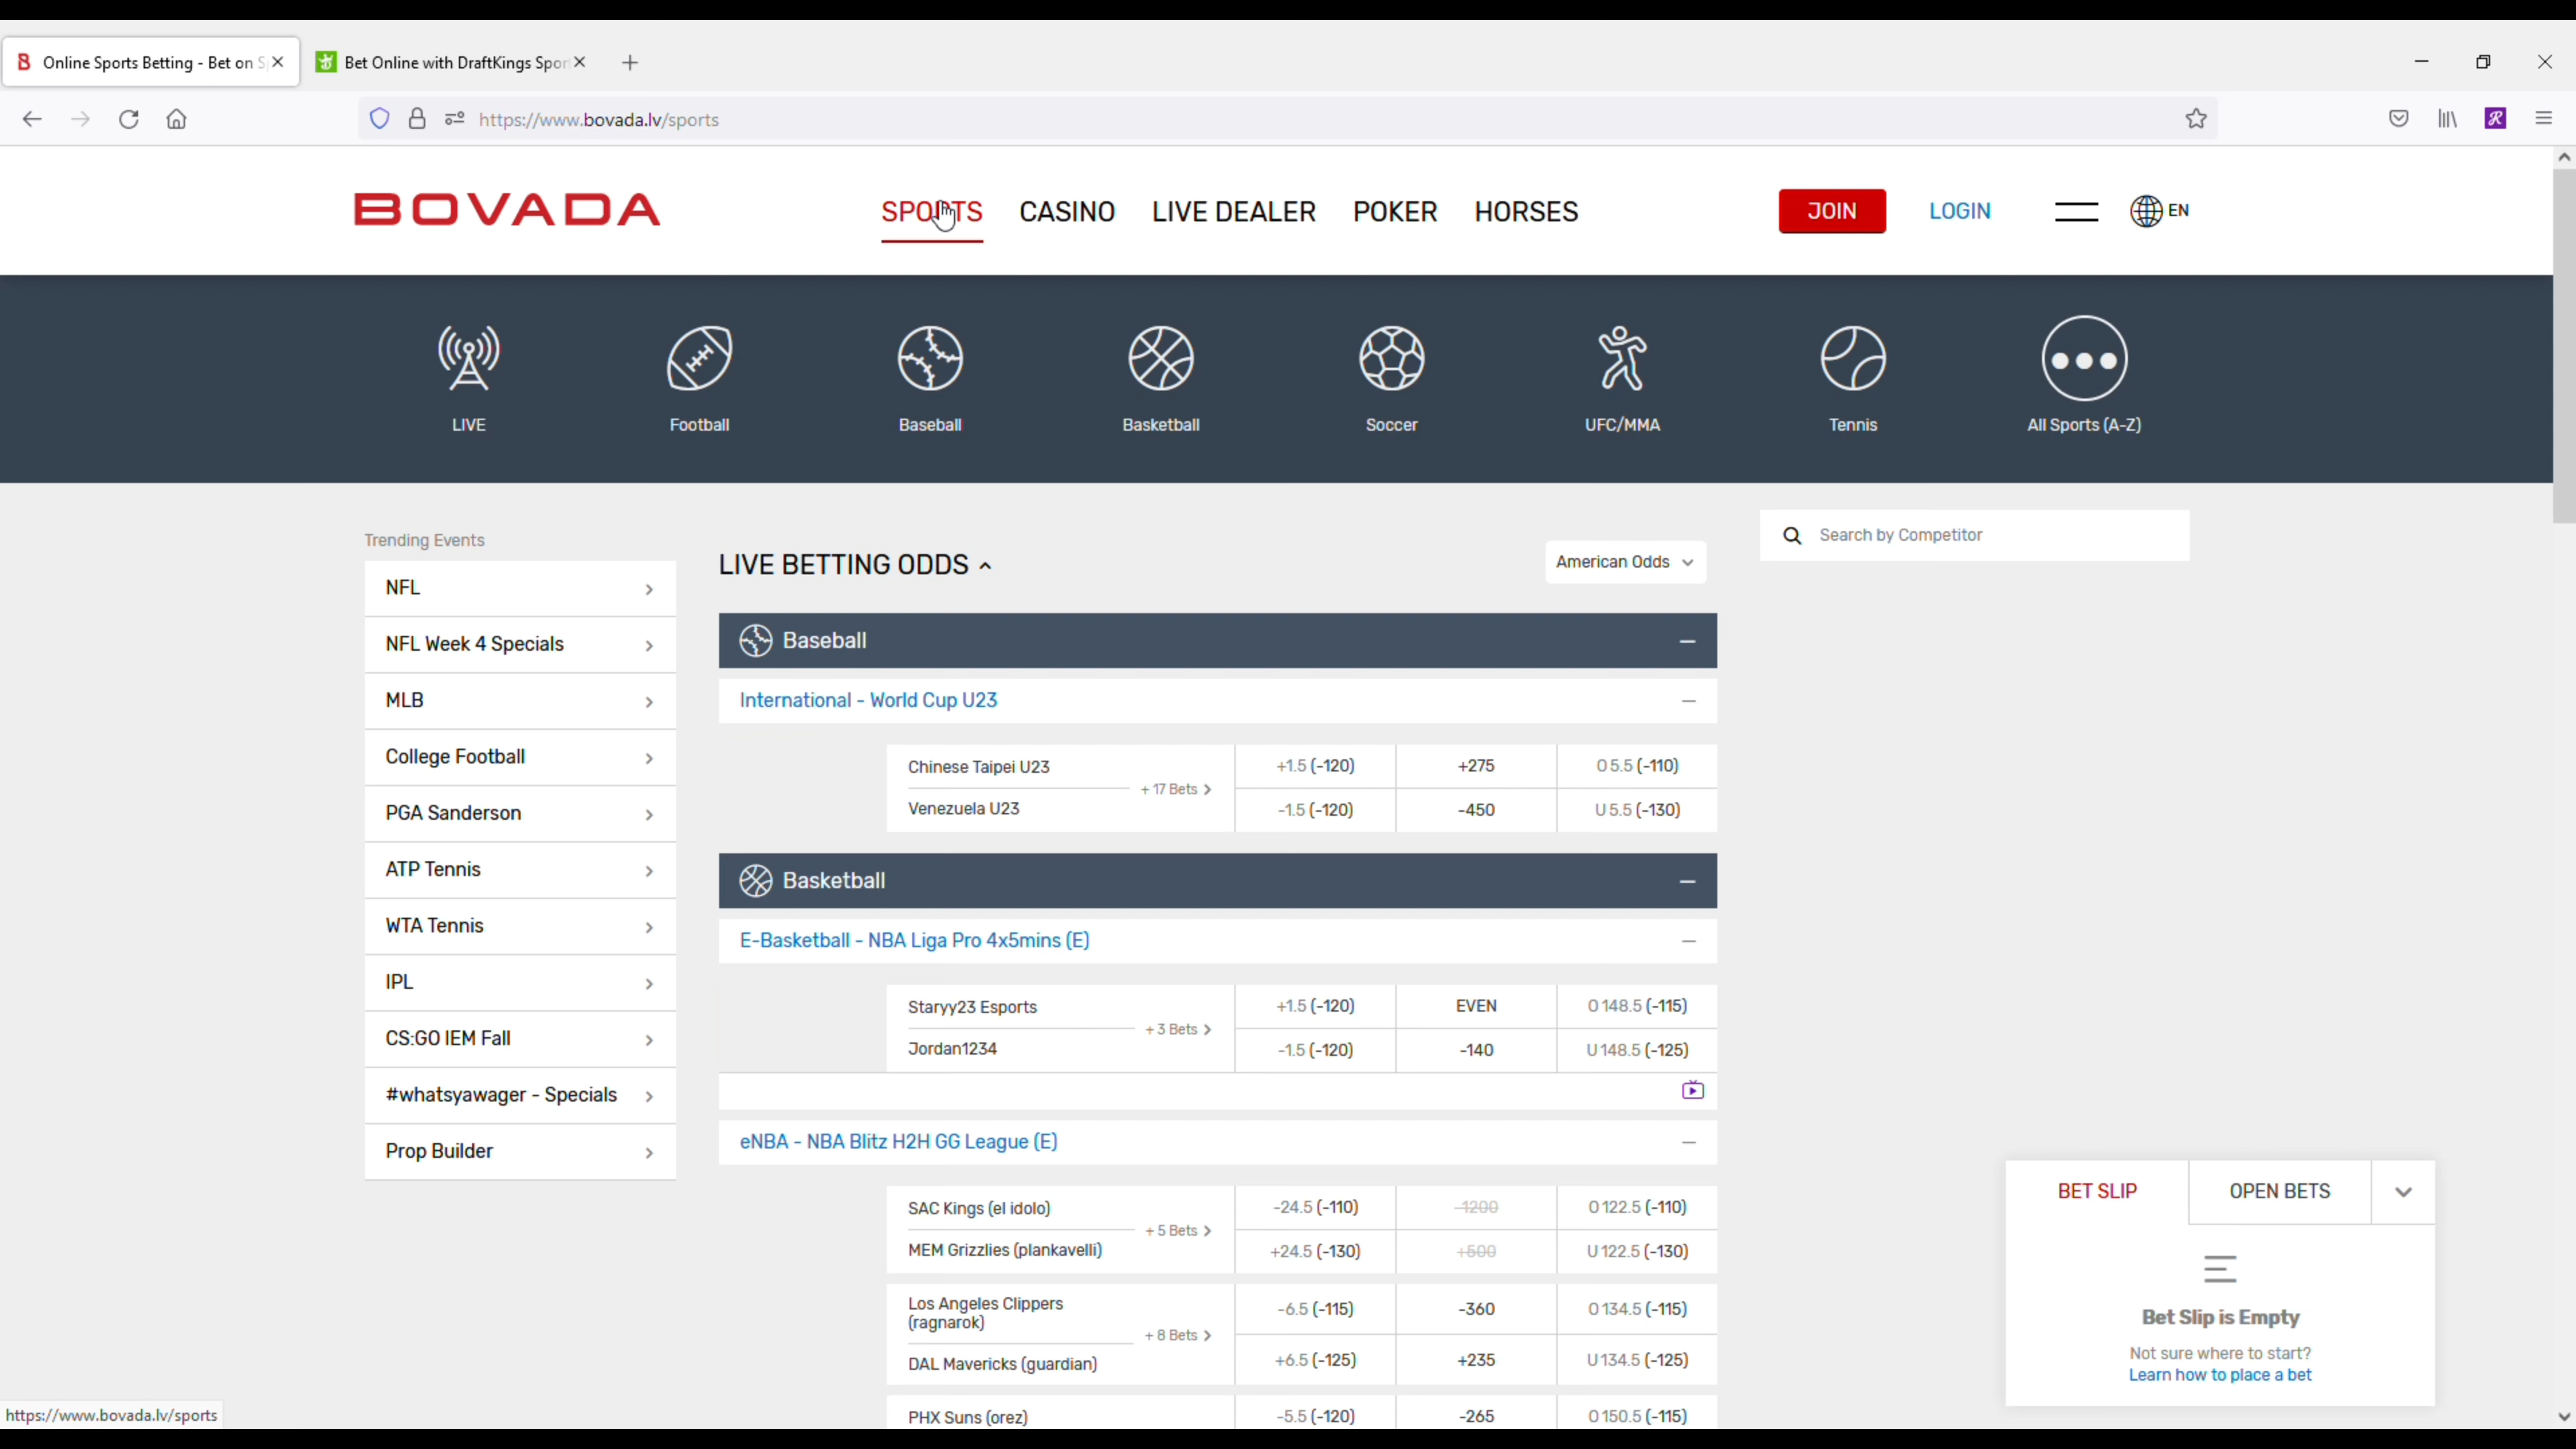 Online Sports Betting - Bet on S
Bet Online with DraftKings Spor
https://www.bovada.lv/sports
BOVADA
SPORTS CASINO LIVE DEALER POKER HORSES
JOIN LOGIN EN
LIVE Football Baseball Basketball Soccer UFC/MMA Tennis All Sports (A-Z)
Trending Events
NFL
NFL Week 4 Specials
MLB
College Football
PGA Sanderson
ATP Tennis
WTA Tennis
IPL
CS:GO IEM Fall
#whatsyawager - Specials
Prop Builder
LIVE BETTING ODDS
American Odds
Search by Competitor
Baseball
International - World Cup U23
Chinese Taipei U23 +1.5 (-120) +275 O 5.5 (-110)
+ 17 Bets
Venezuela U23 -1.5 (-120) -450 U 5.5 (-130)
Basketball
E-Basketball - NBA Liga Pro 4x5mins (E)
Staryy23 Esports +1.5 (-120) EVEN O 148.5 (-115)
+ 3 Bets
Jordan1234 -1.5 (-120) -140 U 148.5 (-125)
eNBA - NBA Blitz H2H GG League (E)
SAC Kings (el idolo) -24.5 (-110) -1200 O 122.5 (-110)
+ 5 Bets
MEM Grizzlies (plankavelli) +24.5 (-130) +500 U 122.5 (-130)
Los Angeles Clippers
(ragnarok) -6.5 (-115) -360 O 134.5 (-115)
+ 8 Bets
DAL Mavericks (guardian) +6.5 (-125) +235 U 134.5 (-125)
PHX Suns (orez) -5.5 (-120) -265 O 150.5 (-115)
BET SLIP OPEN BETS
Bet Slip is Empty
Not sure where to start?
Learn how to place a bet
https://www.bovada.lv/sports